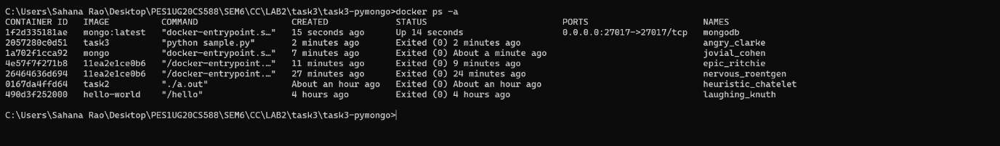 C:\Users\Sahana Rao\Desktop\PES1UG20CS588\SEM6\CC\LAB2\task3\task3-pymongo>docker ps -a
CONTAINER ID   IMAGE          COMMAND                  CREATED             STATUS                          PORTS                      NAMES
1f2d335181ae   mongo:latest   "docker-entrypoint.s…"   15 seconds ago      Up 14 seconds                   0.0.0.0:27017->27017/tcp   mongodb
2057280c0d51   task3          "python sample.py"       2 minutes ago       Exited (0) 2 minutes ago                                   angry_clarke
1a702f1cca92   mongo          "docker-entrypoint.s…"   7 minutes ago       Exited (0) About a minute ago                              jovial_cohen
4e57f7f271b8   11ea2e1ce0b6   "/docker-entrypoint.…"   11 minutes ago      Exited (0) 9 minutes ago                                   epic_ritchie
26464636d694   11ea2e1ce0b6   "/docker-entrypoint.…"   27 minutes ago      Exited (0) 24 minutes ago                                  nervous_roentgen
0167da4ffd64   task2          "./a.out"                About an hour ago   Exited (0) About an hour ago                               heuristic_chatelet
490d3f252000   hello-world    "/hello"                 4 hours ago         Exited (0) 4 hours ago                                     laughing_knuth
C:\Users\Sahana Rao\Desktop\PES1UG20CS588\SEM6\CC\LAB2\task3\task3-pymongo>